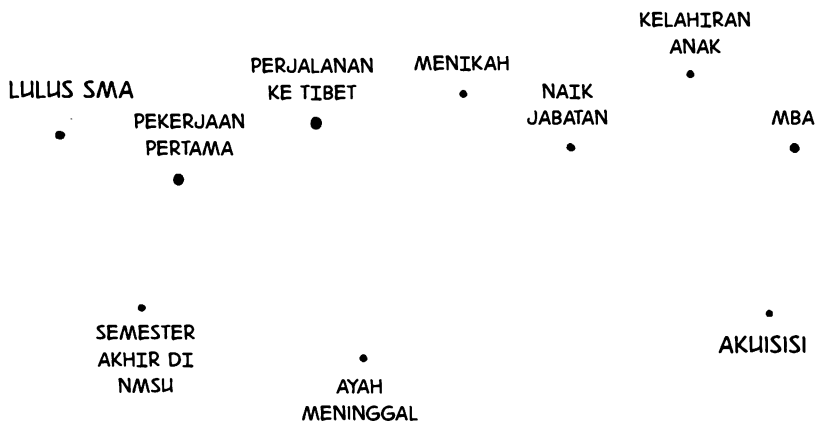 LULUS SMA
PEKERJAAN
PERTAMA
PERJALANAN
KE TIBET
MENIKAH
NAIK
JABATAN
KELAHIRAN
ANAK
MBA
SEMESTER
AKHIR DI
NMSU
AYAH
MENINGGAL
AKUISISI